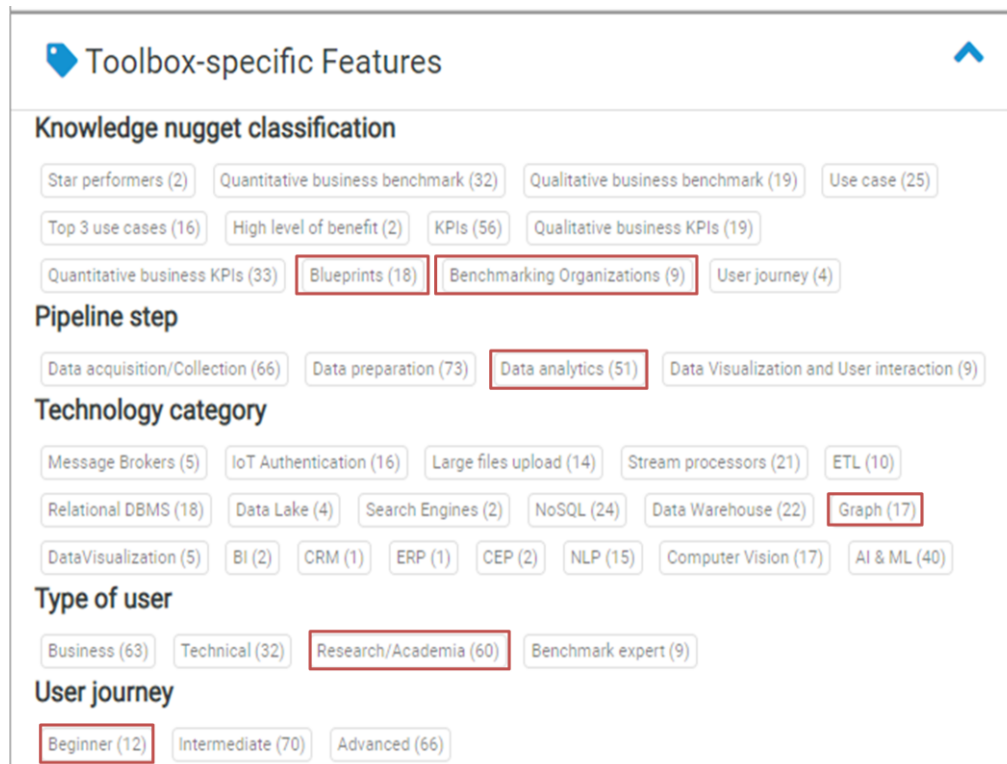 Toolbox-specific Features
Knowledge nugget classification
Star performers (2) Quantitative business benchmark (32) Qualitative business benchmark (19) Use case (25)
Top 3 use cases (16) High level of benefit (2) KPIs (56) Qualitative business KPIs (19)
Quantitative business KPIs (33) Blueprints (18) Benchmarking Organizations (9) User journey (4)
Pipeline step
Data acquisition/Collection (66) Data preparation (73) Data analytics (51) Data Visualization and User interaction (9)
Technology category
Message Brokers (5) IoT Authentication (16) Large files upload (14) Stream processors (21) ETL (10)
Relational DBMS (18) Data Lake (4) Search Engines (2) NoSQL (24) Data Warehouse (22) Graph (17)
DataVisualization (5) BI (2) CRM (1) ERP (1) CEP (2) NLP (15) Computer Vision (17) AI & ML (40)
Type of user
Business (63) Technical (32) Research/Academia (60) Benchmark expert (9)
User journey
Beginner (12) Intermediate (70) Advanced (66)